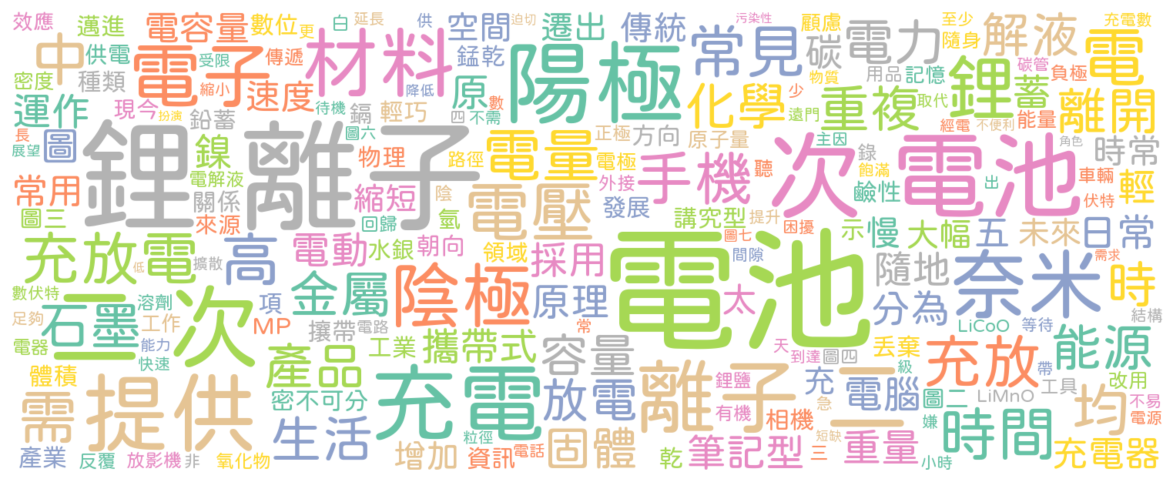 效應 邁進 電容量 數位 更 白 延長 供 迫切 空間 遷出 傳統 污染性 常見 顧慮 至少 充電數
中 供電 電子 傳遞 材料 錳乾 陽極 碳 電力 隨身 解液 電
密度 種類 受限 縮小 降低 用品 記憶 鋰 碳管 負極
運作 現今 鉛蓄 速度 待機 鎘 輕巧 原 四 數 不需 化學 物質 少 重複 取代 蓄 能量 離開
長 扮演 展望 圖 鎳 鋰離子 圖六 電量 正極 方向 原子量 遠門 主因 經電 不便利 角色 時常
電解液 物理 路徑 電極 手機 聽 次 錄 飽滿 電池 車輛 輕
常用 關係 縮短 陰 電壓 外接 發展 鹼性 出 伏特
圖三 來源 回歸 氫 講究型 提升 困擾 示 慢 大幅 五 未來 日常
充放電 高 電動 水銀 朝向 領域 採用 電池 圖七 間隙 需求
低 擴散 隨地 奈米 時
數伏特 溶劑 二次 項 金屬 陰極 原理 太 分為
足夠 石墨 工作 MP 攘帶 電路 常 LiCoO 等待 結構
電器 能力 快速 工業 攜帶式 容量 天 到達 圖四 丟棄 充放 能源
體積 產品 充電 離子 鋰鹽 充 級 二 電腦 圖二 帶 工具 改用
需 提供 密不可分 放電 有機 相機 急 嫌 LiMnO 不易 均 電源
生活 增加 粒徑 固體 筆記型 短缺 重量 時間
產業 反覆 放影機 非 氧化物 資訊 電話 乾 三 小時 充電器